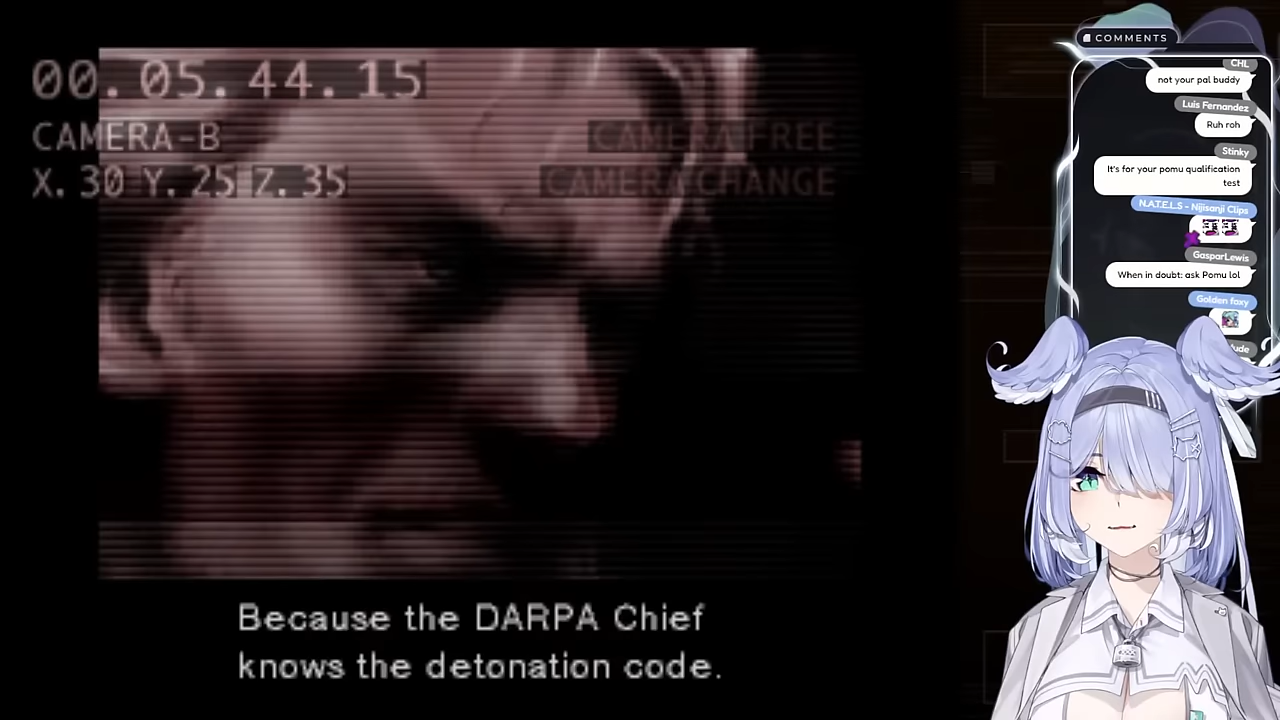 00.05.44.15
CAMERA-B
CAMERA FREE
X.30 Y.25 Z.35
CAMERA CHANGE
Because the DARPA Chief
knows the detonation code.
COMMENTS
CHL
not your pal buddy
Luis Fernandez
Ruh roh
Stinky
It's for your pomu qualification
test
N.A.T.E.L.S - Nijisanji Clips
GasparLewis
When in doubt: ask Pomu lol
Golden foxy